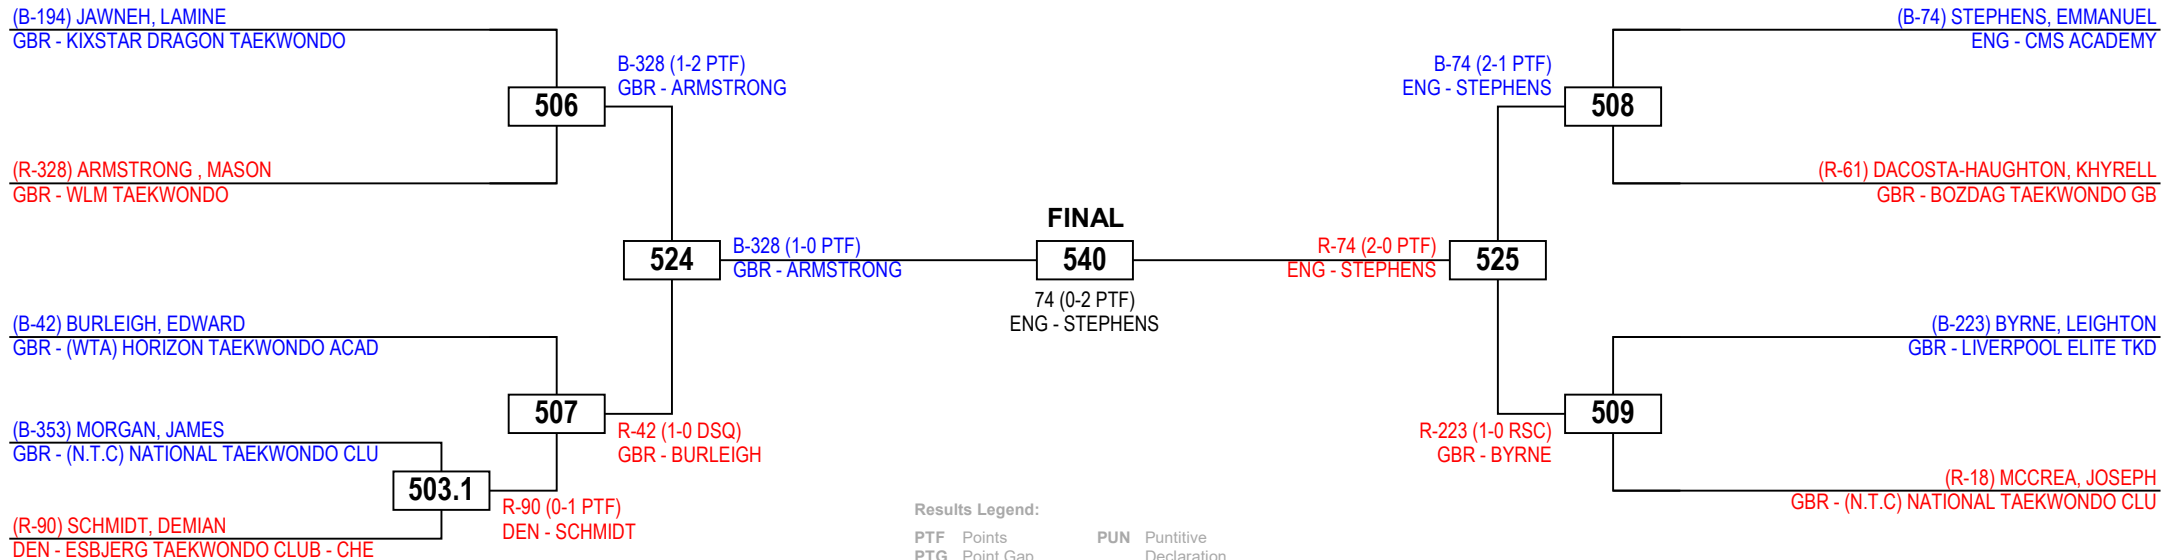 (B-194) JAWNEH, LAMINE
GBR - KIXSTAR DRAGON TAEKWONDO
506
B-328 (1-2 PTF)
GBR - ARMSTRONG
(R-328) ARMSTRONG , MASON
GBR - WLM TAEKWONDO
524
B-328 (1-0 PTF)
GBR - ARMSTRONG
(B-42) BURLEIGH, EDWARD
GBR - (WTA) HORIZON TAEKWONDO ACAD
507
R-42 (1-0 DSQ)
GBR - BURLEIGH
(B-353) MORGAN, JAMES
GBR - (N.T.C) NATIONAL TAEKWONDO CLU
503.1
R-90 (0-1 PTF)
DEN - SCHMIDT
(R-90) SCHMIDT, DEMIAN
DEN - ESBJERG TAEKWONDO CLUB - CHE
FINAL
540
74 (0-2 PTF)
ENG - STEPHENS
(B-74) STEPHENS, EMMANUEL
ENG - CMS ACADEMY
B-74 (2-1 PTF)
ENG - STEPHENS
508
(R-61) DACOSTA-HAUGHTON, KHYRELL
GBR - BOZDAG TAEKWONDO GB
R-74 (2-0 PTF)
ENG - STEPHENS
525
(B-223) BYRNE, LEIGHTON
GBR - LIVERPOOL ELITE TKD
509
R-223 (1-0 RSC)
GBR - BYRNE
(R-18) MCCREA, JOSEPH
GBR - (N.T.C) NATIONAL TAEKWONDO CLU
Results Legend:
PTF Points PUN Puntitive
PTG Point Gap Declaration